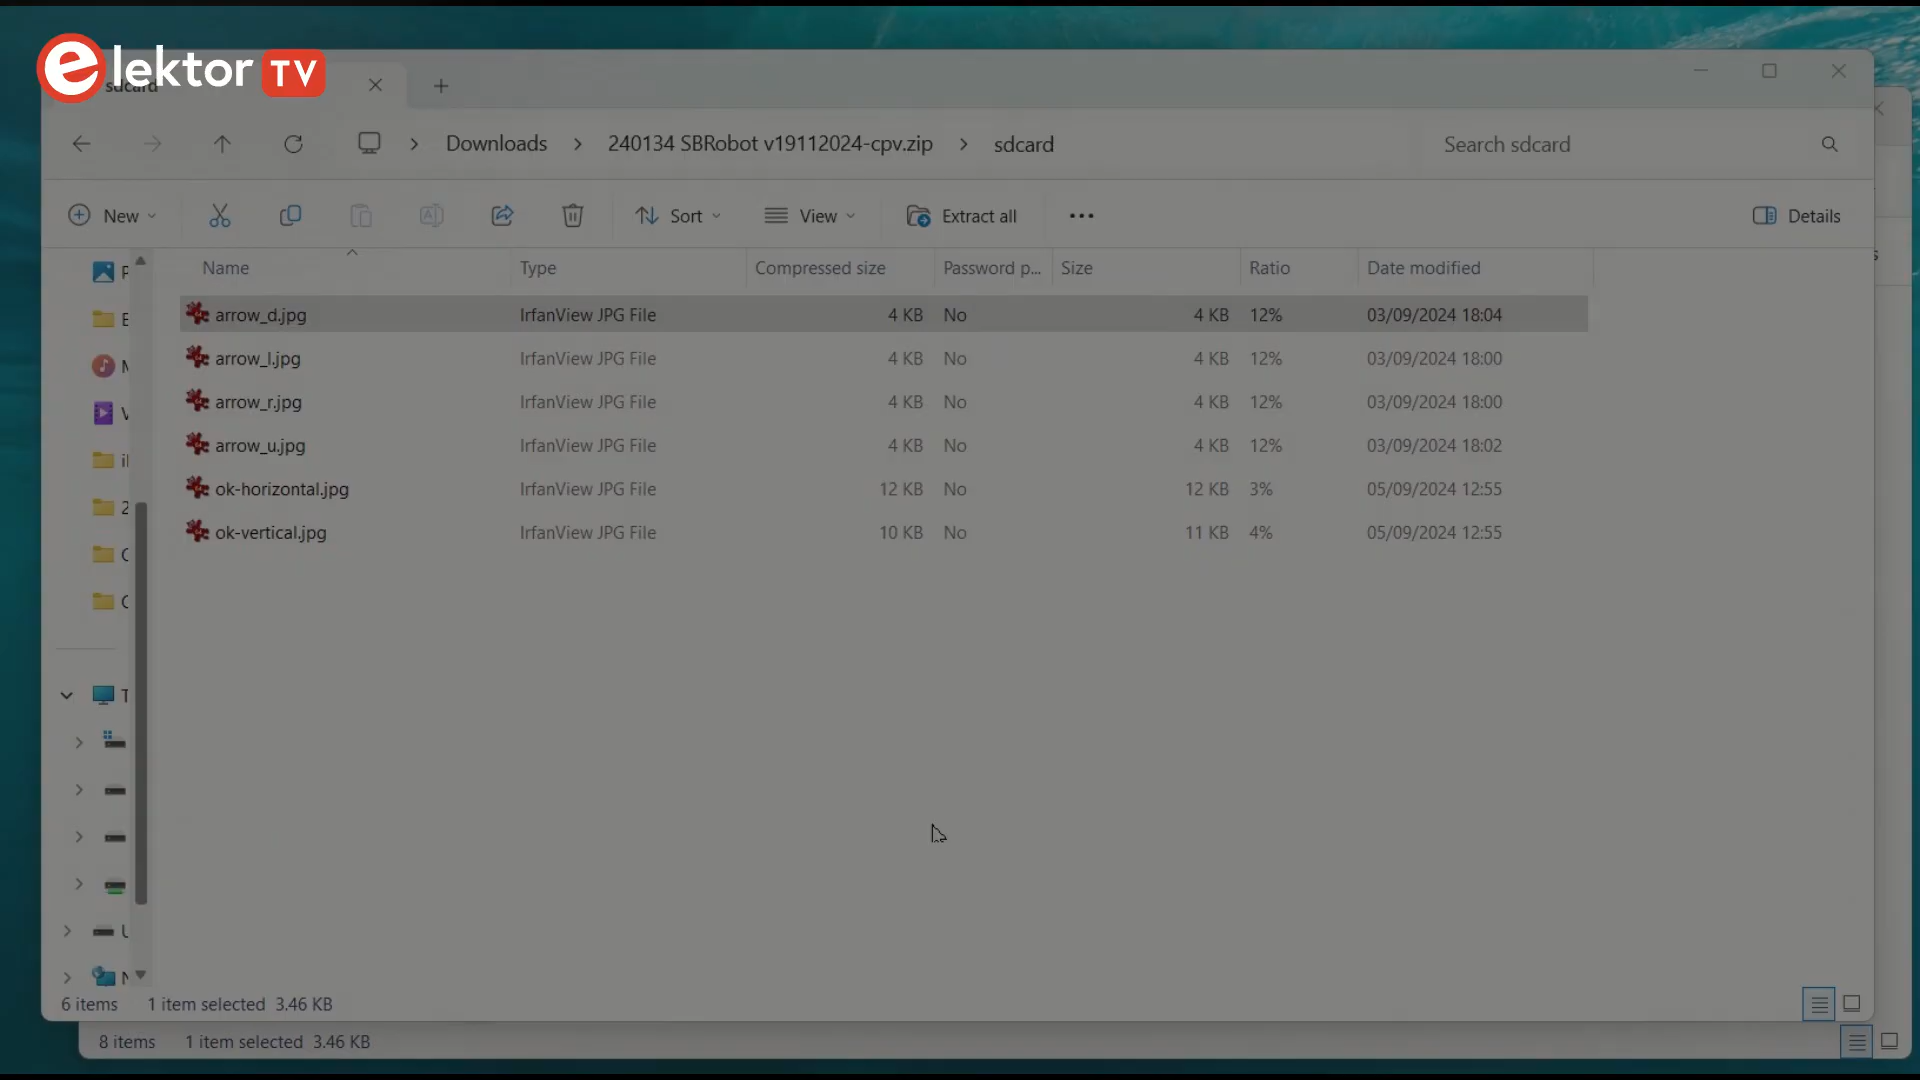 elektor TV
sdcard
Downloads > 240134 SBRobot v19112024-cpv.zip > sdcard
Search sdcard
New
Sort
View
Extract all
Details
Name Type Compressed size Password p... Size Ratio Date modified
arrow_d.jpg IrfanView JPG File 4 KB No 4 KB 12% 03/09/2024 18:04
arrow_l.jpg IrfanView JPG File 4 KB No 4 KB 12% 03/09/2024 18:00
arrow_r.jpg IrfanView JPG File 4 KB No 4 KB 12% 03/09/2024 18:00
arrow_u.jpg IrfanView JPG File 4 KB No 4 KB 12% 03/09/2024 18:02
ok-horizontal.jpg IrfanView JPG File 12 KB No 12 KB 3% 05/09/2024 12:55
ok-vertical.jpg IrfanView JPG File 10 KB No 11 KB 4% 05/09/2024 12:55
6 items 1 item selected 3.46 KB
8 items 1 item selected 3.46 KB